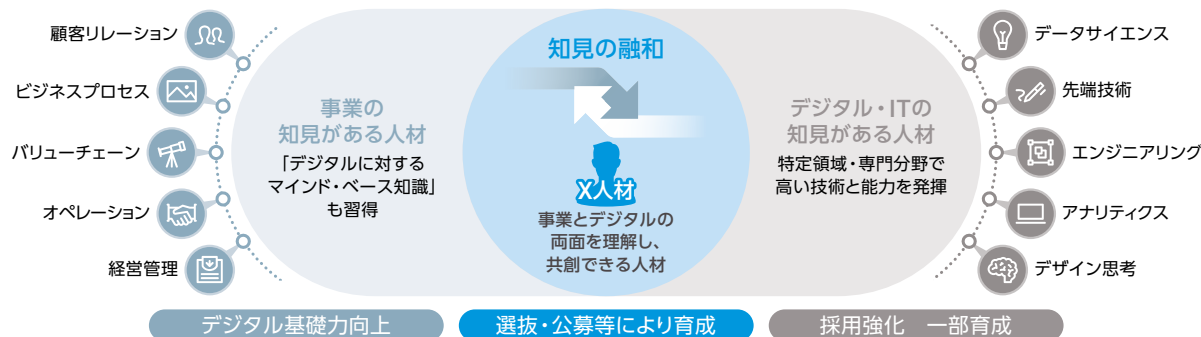 顧客リレーション
ビジネスプロセス
バリューチェーン
オペレーション
経営管理
事業の
知見がある人材
「デジタルに対する
マインド・ベース知識」
も習得
知見の融和
X人材
事業とデジタルの
両面を理解し、
共創できる人材
デジタル・ITの
知見がある人材
特定領域・専門分野で
高い技術と能力を発揮
データサイエンス
先端技術
エンジニアリング
アナリティクス
デザイン思考
デジタル基礎力向上
選抜・公募等により育成
採用強化　一部育成